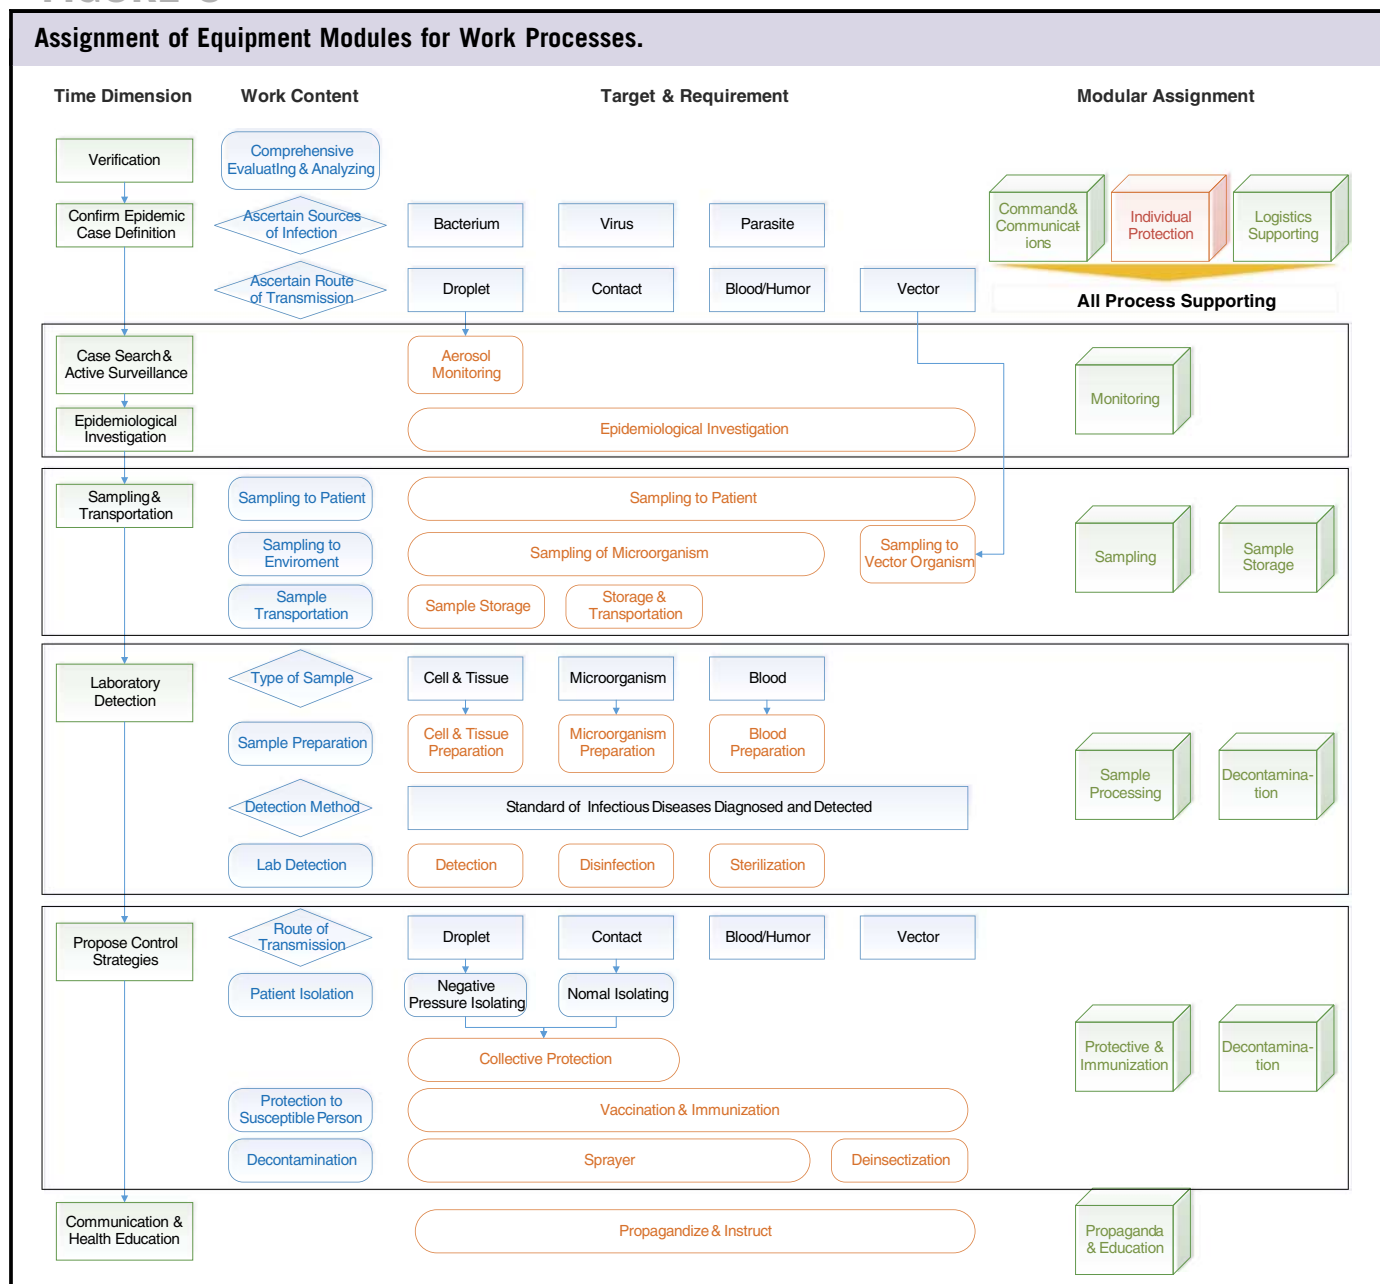 Assignment of Equipment Modules for Work Processes.
Time Dimension
Work Content
Target & Requirement
Modular Assignment
Verification
Comprehensive
Evaluating & Analyzing
Confirm Epidemic
Case Definition
Ascertain Sources
of Infection
Bacterium
Virus
Parasite
Command &
Communicat-
ions
Individual
Protection
Logistics
Supporting
Ascertain Route
of Transmission
Droplet
Contact
Blood/Humor
Vector
All Process Supporting
Case Search &
Active Surveillance
Aerosol
Monitoring
Monitoring
Epidemiological
Investigation
Epidemiological Investigation
Sampling &
Transportation
Sampling to Patient
Sampling to Patient
Sampling to
Enviroment
Sampling of Microorganism
Sampling to
Vector Organism
Sampling
Sample
Storage
Sample
Transportation
Sample Storage
Storage &
Transportation
Laboratory
Detection
Type of Sample
Cell & Tissue
Microorganism
Blood
Sample Preparation
Cell & Tissue
Preparation
Microorganism
Preparation
Blood
Preparation
Sample
Processing
Decontamina-
tion
Detection Method
Standard of Infectious Diseases Diagnosed and Detected
Lab Detection
Detection
Disinfection
Sterilization
Propose Control
Strategies
Route of
Transmission
Droplet
Contact
Blood/Humor
Vector
Patient Isolation
Negative
Pressure Isolating
Nomal Isolating
Collective Protection
Protective &
Immunization
Decontamina-
tion
Protection to
Susceptible Person
Vaccination & Immunization
Decontamination
Sprayer
Deinsectization
Communication &
Health Education
Propagandize & Instruct
Propaganda
& Education